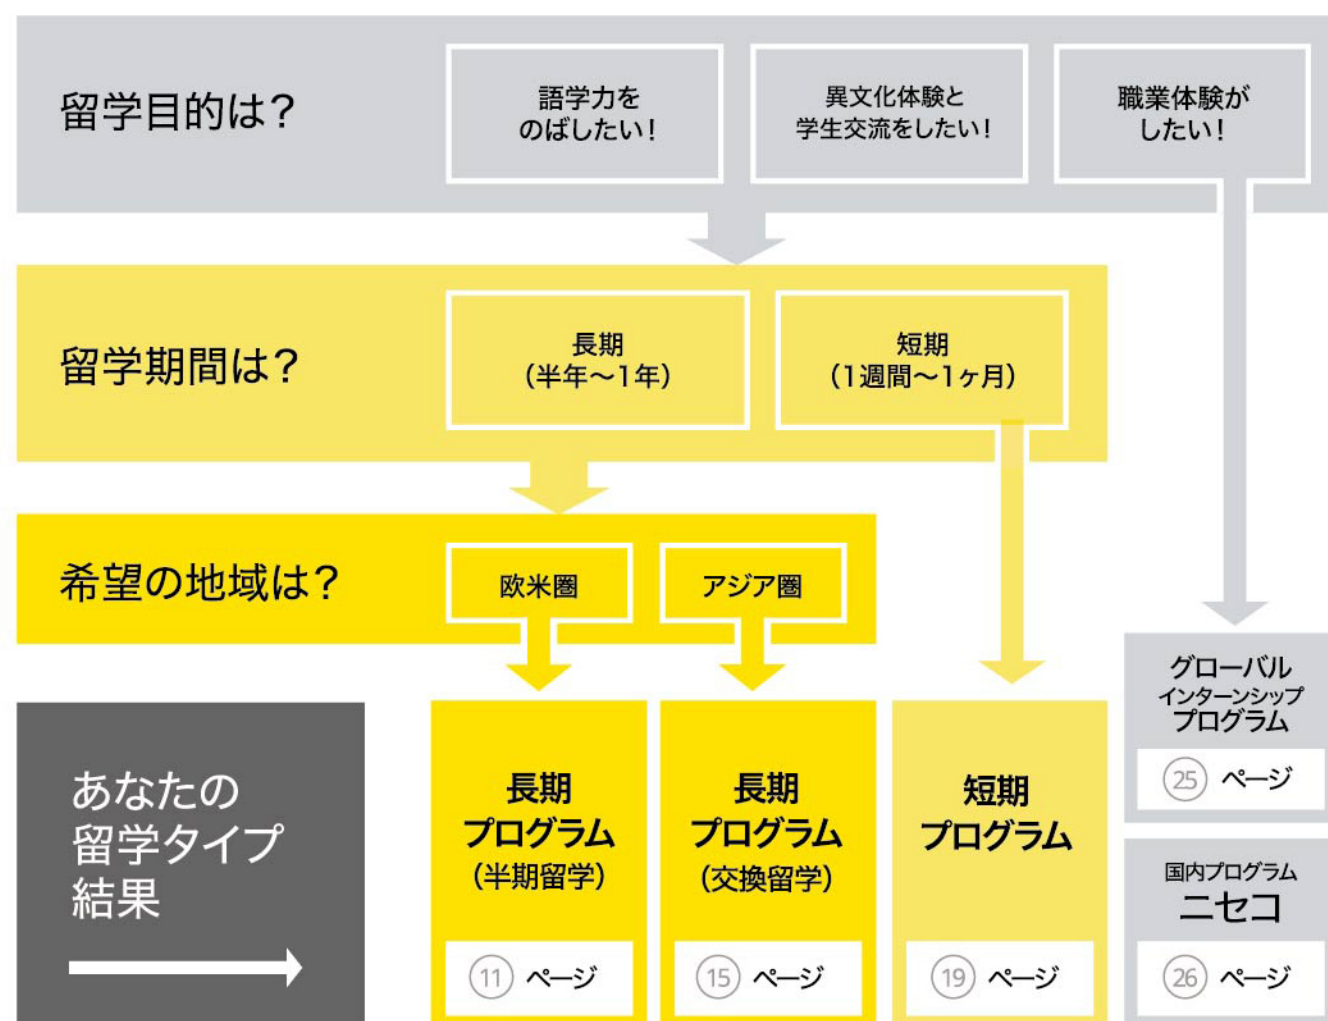 留学目的は？
語学力を
のばしたい！
異文化体験と
学生交流をしたい！
職業体験が
したい！
留学期間は？
長期
（半年〜1年）
短期
（1週間〜1ヶ月）
希望の地域は？
欧米圏
アジア圏
あなたの
留学タイプ
結果
長期
プログラム
（半期留学）
11 ページ
長期
プログラム
（交換留学）
15 ページ
短期
プログラム
19 ページ
グローバル
インターンシップ
プログラム
25 ページ
国内プログラム
ニセコ
26 ページ